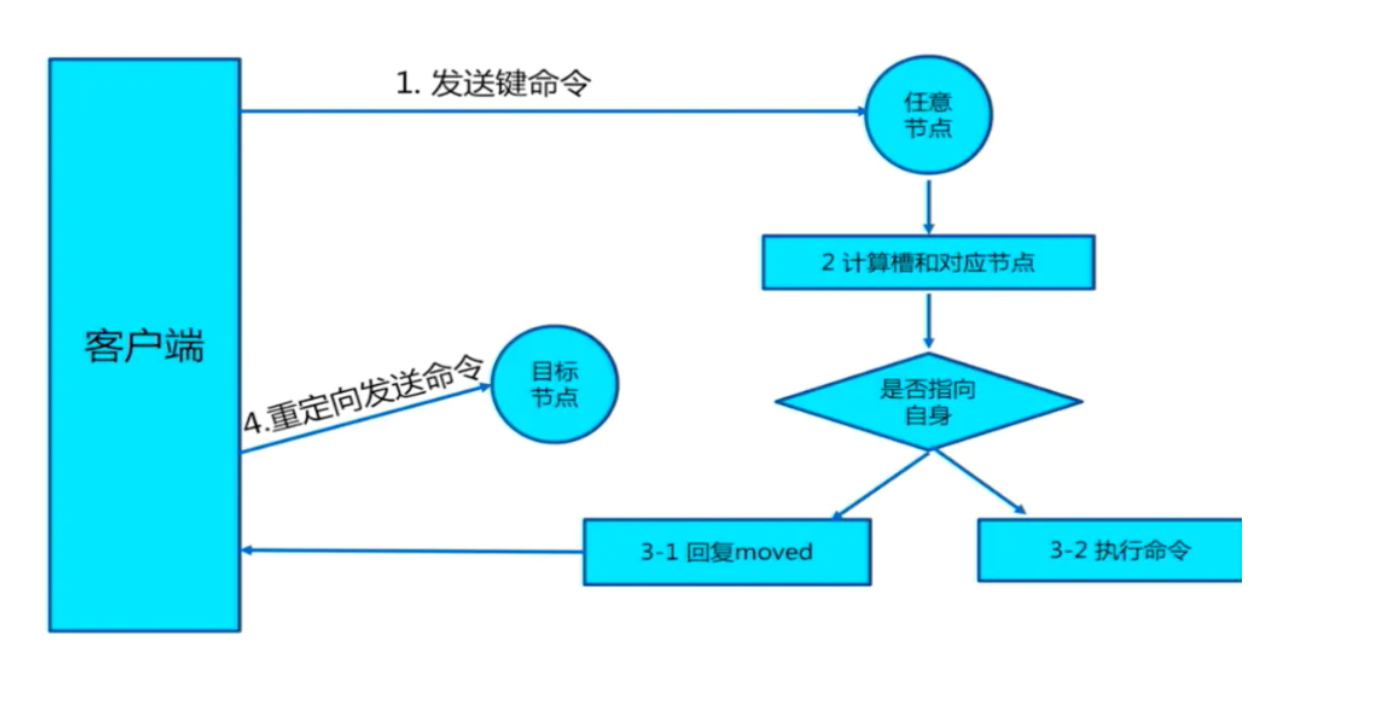 1. 发送键命令
任意
节点
2 计算槽和对应节点
客户端
4.重定向发送命令
目标
节点
是否指向
自身
3-1 回复moved
3-2 执行命令